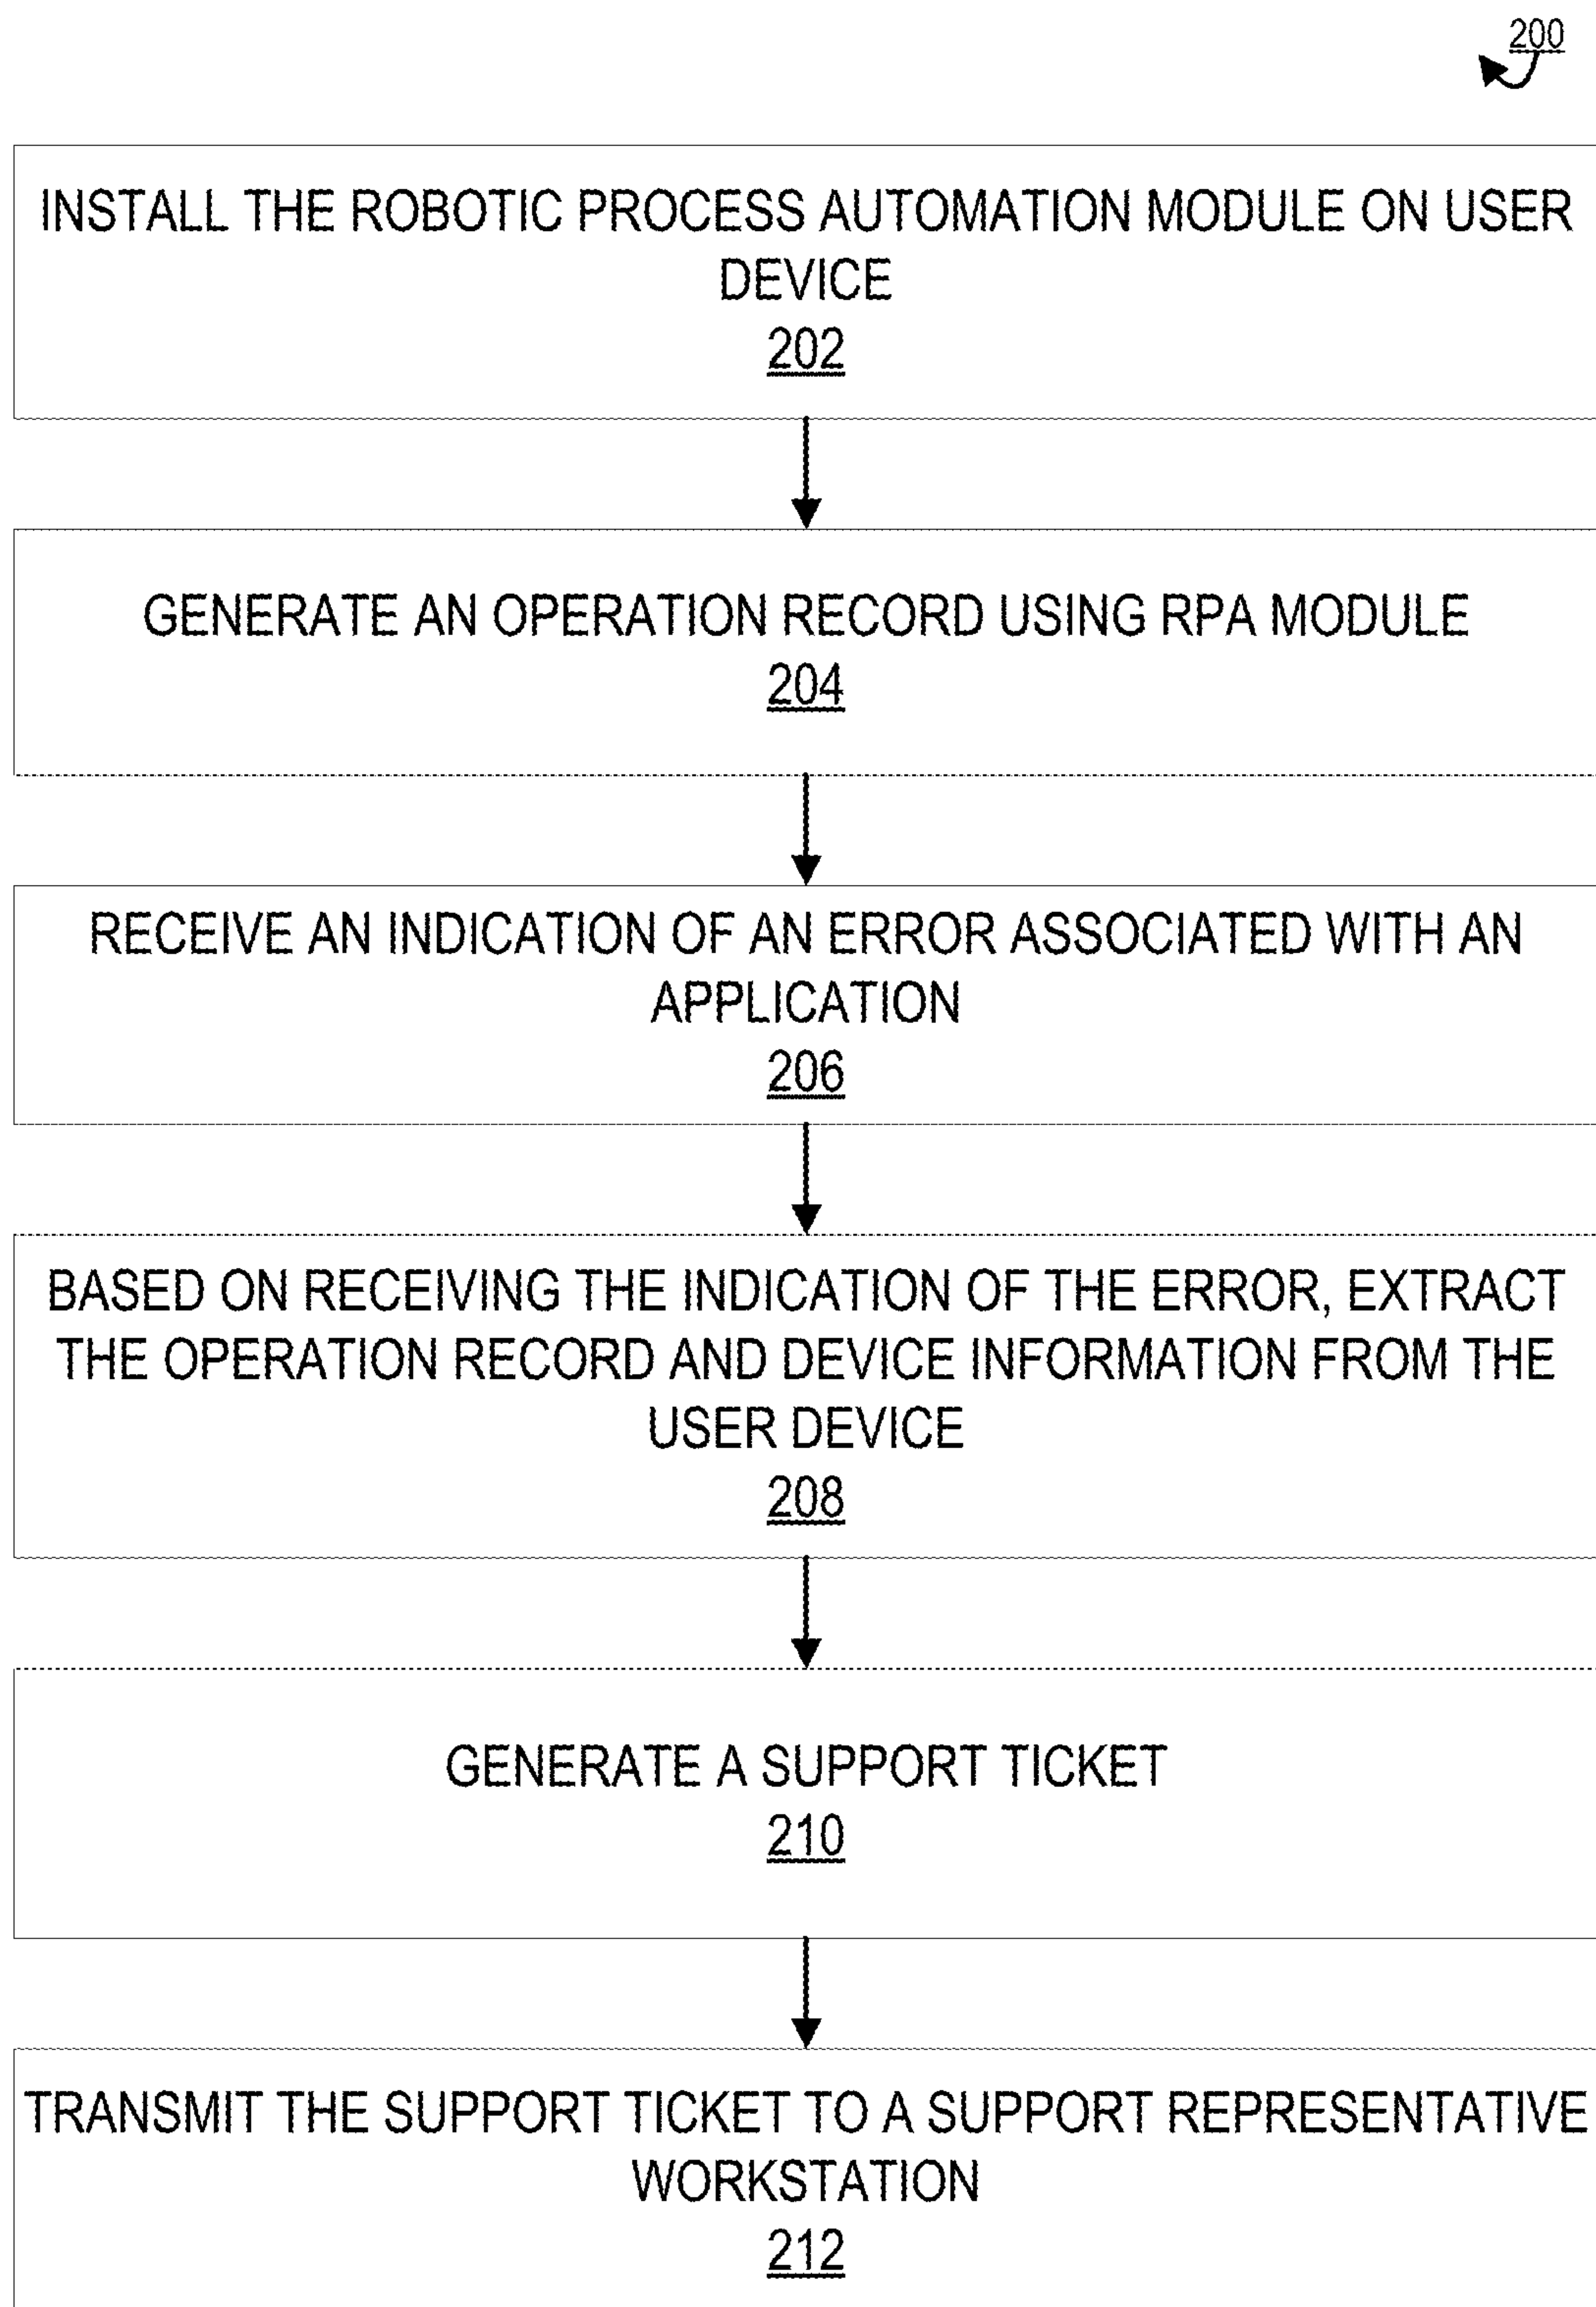 200
INSTALL THE ROBOTIC PROCESS AUTOMATION MODULE ON USER
DEVICE
202
GENERATE AN OPERATION RECORD USING RPA MODULE
204
RECEIVE AN INDICATION OF AN ERROR ASSOCIATED WITH AN
APPLICATION
206
BASED ON RECEIVING THE INDICATION OF THE ERROR, EXTRACT
THE OPERATION RECORD AND DEVICE INFORMATION FROM THE
USER DEVICE
208
GENERATE A SUPPORT TICKET
210
TRANSMIT THE SUPPORT TICKET TO A SUPPORT REPRESENTATIVE
WORKSTATION
212